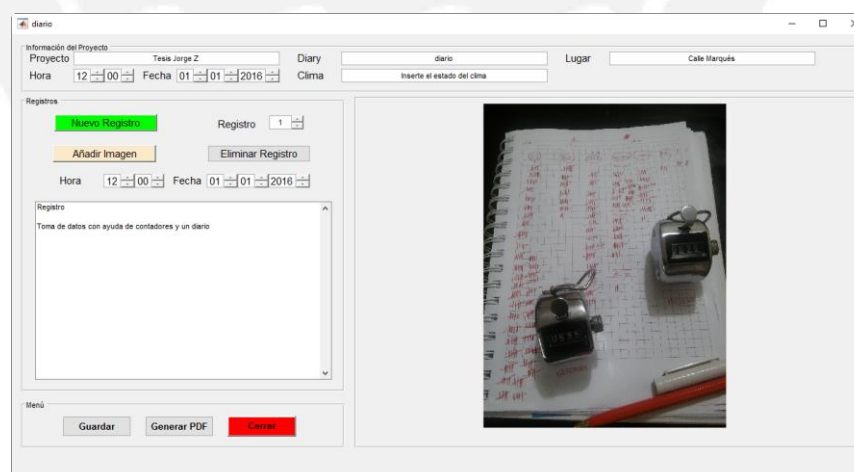 diario
Información del Proyecto
Proyecto Tesis Jorge Z Diary diario Lugar Calle Marqués
Hora 12 00 Fecha 01 01 2016 Clima Inserte el estado del clima
Registros
Nuevo Registro Registro 1
Añadir Imagen Eliminar Registro
Hora 12 00 Fecha 01 01 2016
Registro
Toma de datos con ayuda de contadores y un diario
Menú
Guardar Generar PDF Cerrar